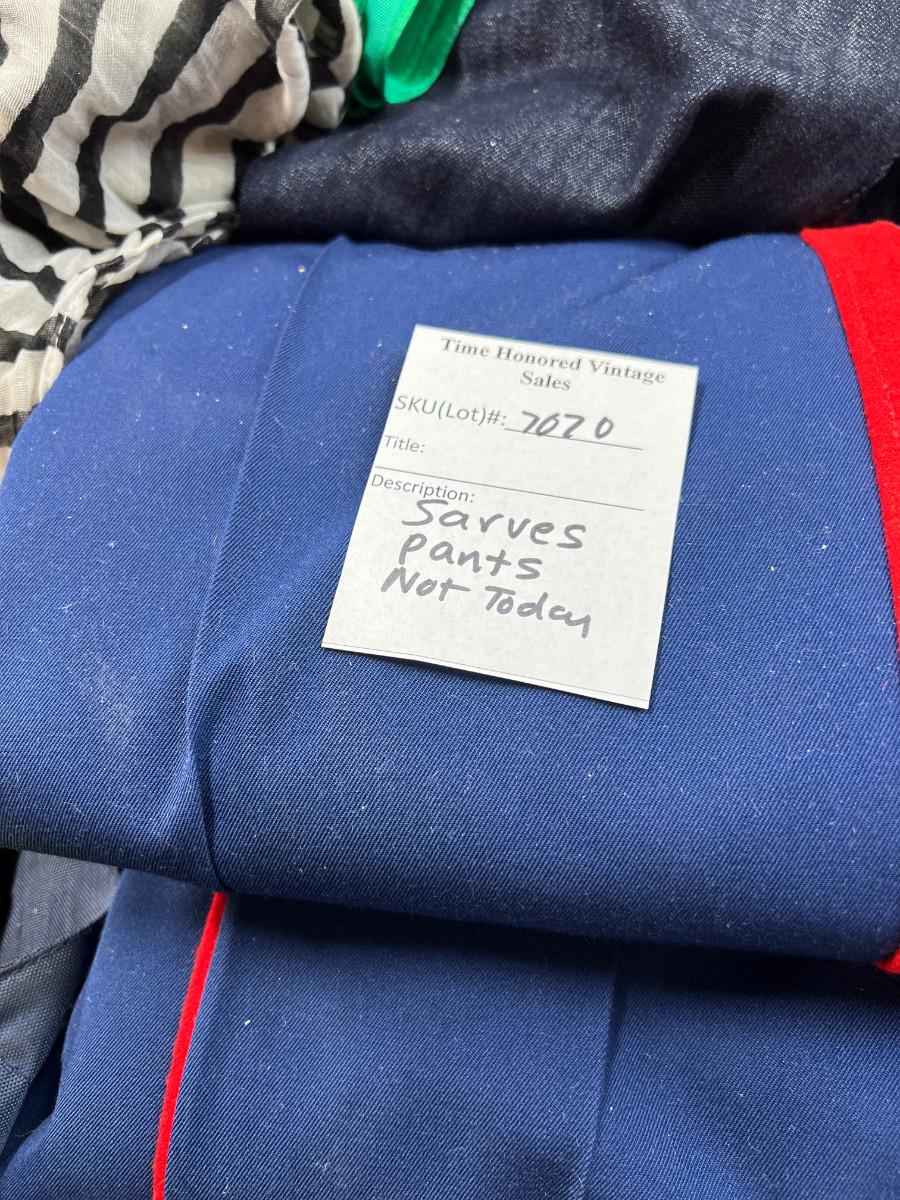 Time Honored Vintage
Sales
SKU(Lot)#: 7070
Title:
Description:
Sarves
pants
Not Today